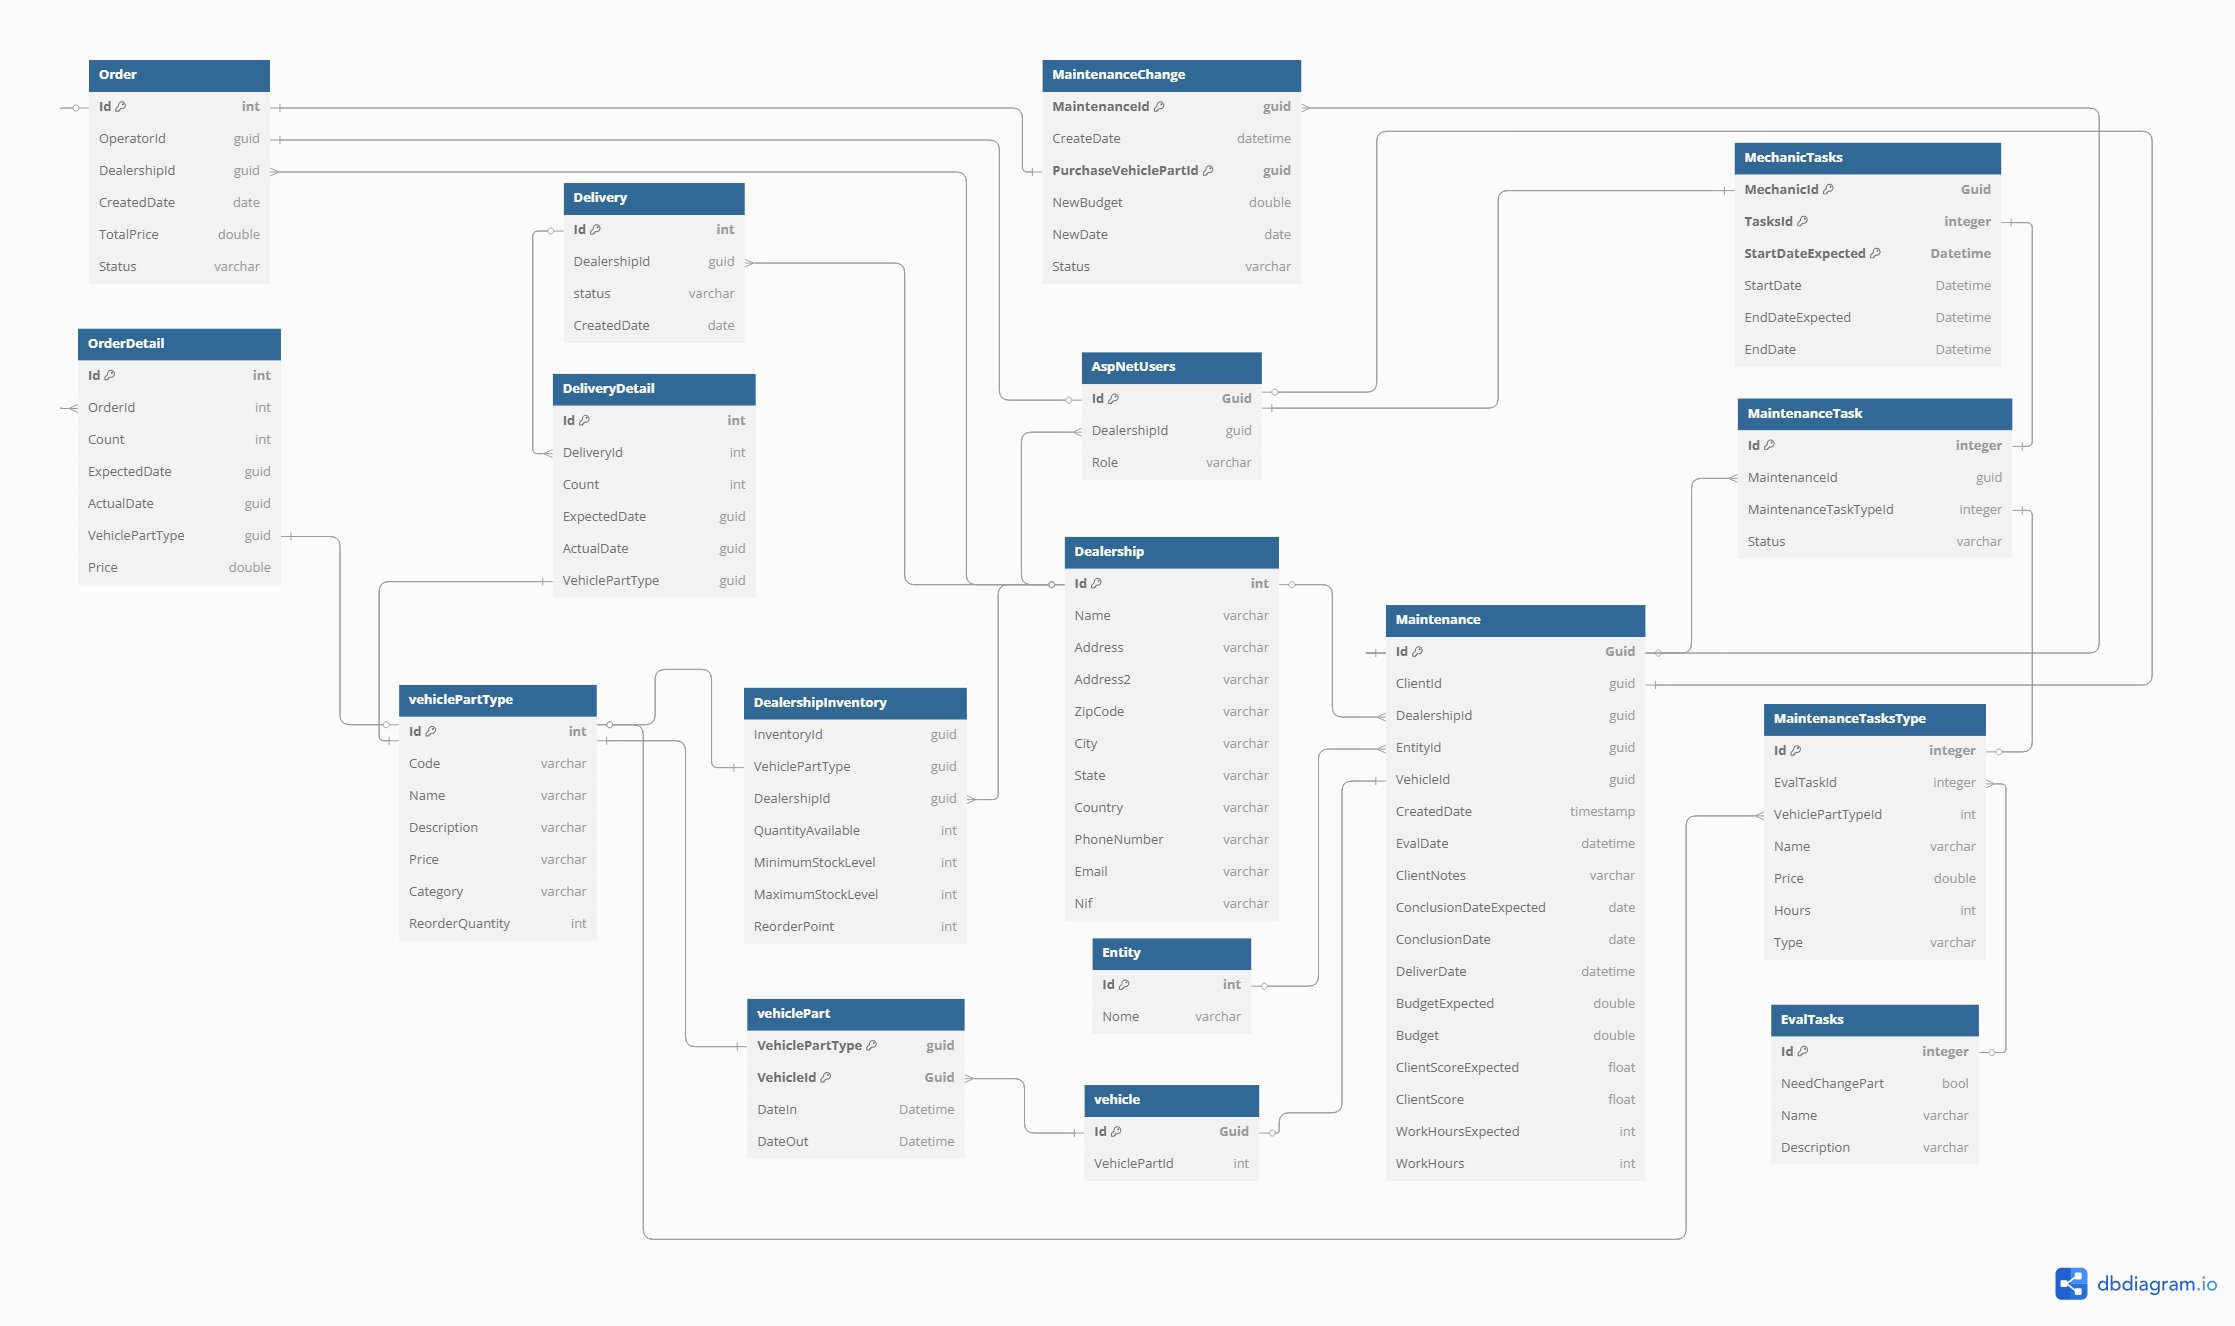 Order
Id int
OperatorId guid
DealershipId guid
CreatedDate date
TotalPrice double
Status varchar
OrderDetail
Id int
OrderId int
Count int
ExpectedDate guid
ActualDate guid
VehiclePartType guid
Price double
Delivery
Id int
DealershipId guid
status varchar
CreatedDate date
DeliveryDetail
Id int
DeliveryId int
Count int
ExpectedDate guid
ActualDate guid
VehiclePartType guid
vehiclePartType
Id int
Code varchar
Name varchar
Description varchar
Price varchar
Category varchar
ReorderQuantity int
DealershipInventory
InventoryId guid
VehiclePartType guid
DealershipId guid
QuantityAvailable int
MinimumStockLevel int
MaximumStockLevel int
ReorderPoint int
vehiclePart
VehiclePartType guid
VehicleId Guid
DateIn Datetime
DateOut Datetime
MaintenanceChange
MaintenanceId guid
CreateDate datetime
PurchaseVehiclePartId guid
NewBudget double
NewDate date
Status varchar
AspNetUsers
Id Guid
DealershipId guid
Role varchar
Dealership
Id int
Name varchar
Address varchar
Address2 varchar
ZipCode varchar
City varchar
State varchar
Country varchar
PhoneNumber varchar
Email varchar
Nif varchar
Entity
Id int
Nome varchar
vehicle
Id Guid
VehiclePartId int
Maintenance
Id Guid
ClientId guid
DealershipId guid
EntityId guid
VehicleId guid
CreatedDate timestamp
EvalDate datetime
ClientNotes varchar
ConclusionDateExpected date
ConclusionDate date
DeliverDate datetime
BudgetExpected double
Budget double
ClientScoreExpected float
ClientScore float
WorkHoursExpected int
WorkHours int
MechanicTasks
MechanicId Guid
TasksId integer
StartDateExpected Datetime
StartDate Datetime
EndDateExpected Datetime
EndDate Datetime
MaintenanceTask
Id integer
MaintenanceId guid
MaintenanceTaskTypeId integer
Status varchar
MaintenanceTasksType
Id integer
EvalTaskId integer
VehiclePartTypeId int
Name varchar
Price double
Hours int
Type varchar
EvalTasks
Id integer
NeedChangePart bool
Name varchar
Description varchar
dbdiagram.io